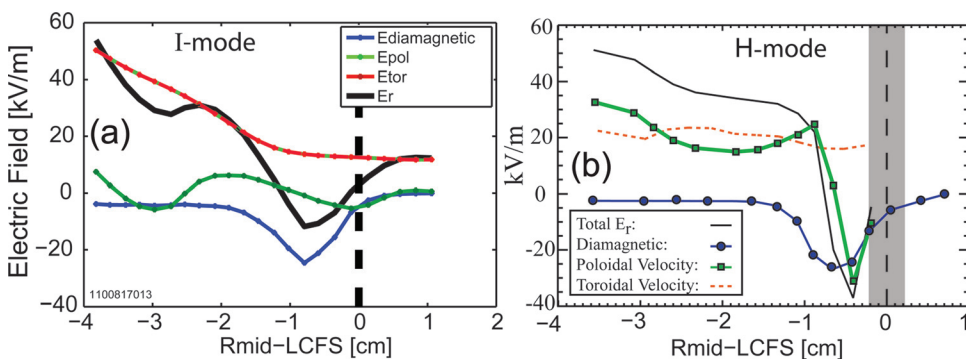 60
40
20
0
−20
−40
Electric Field [kV/m]
I-mode
(a)
Ediamagnetic
Epol
Etor
Er
1100817013
−4
−3
−2
−1
0
1
2
Rmid−LCFS [cm]
60
40
20
0
-20
-40
kV/m
H-mode
(b)
Total Er:
Diamagnetic:
Poloidal Velocity:
Toroidal Velocity:
−4
−3
−2
−1
0
1
Rmid−LCFS [cm]